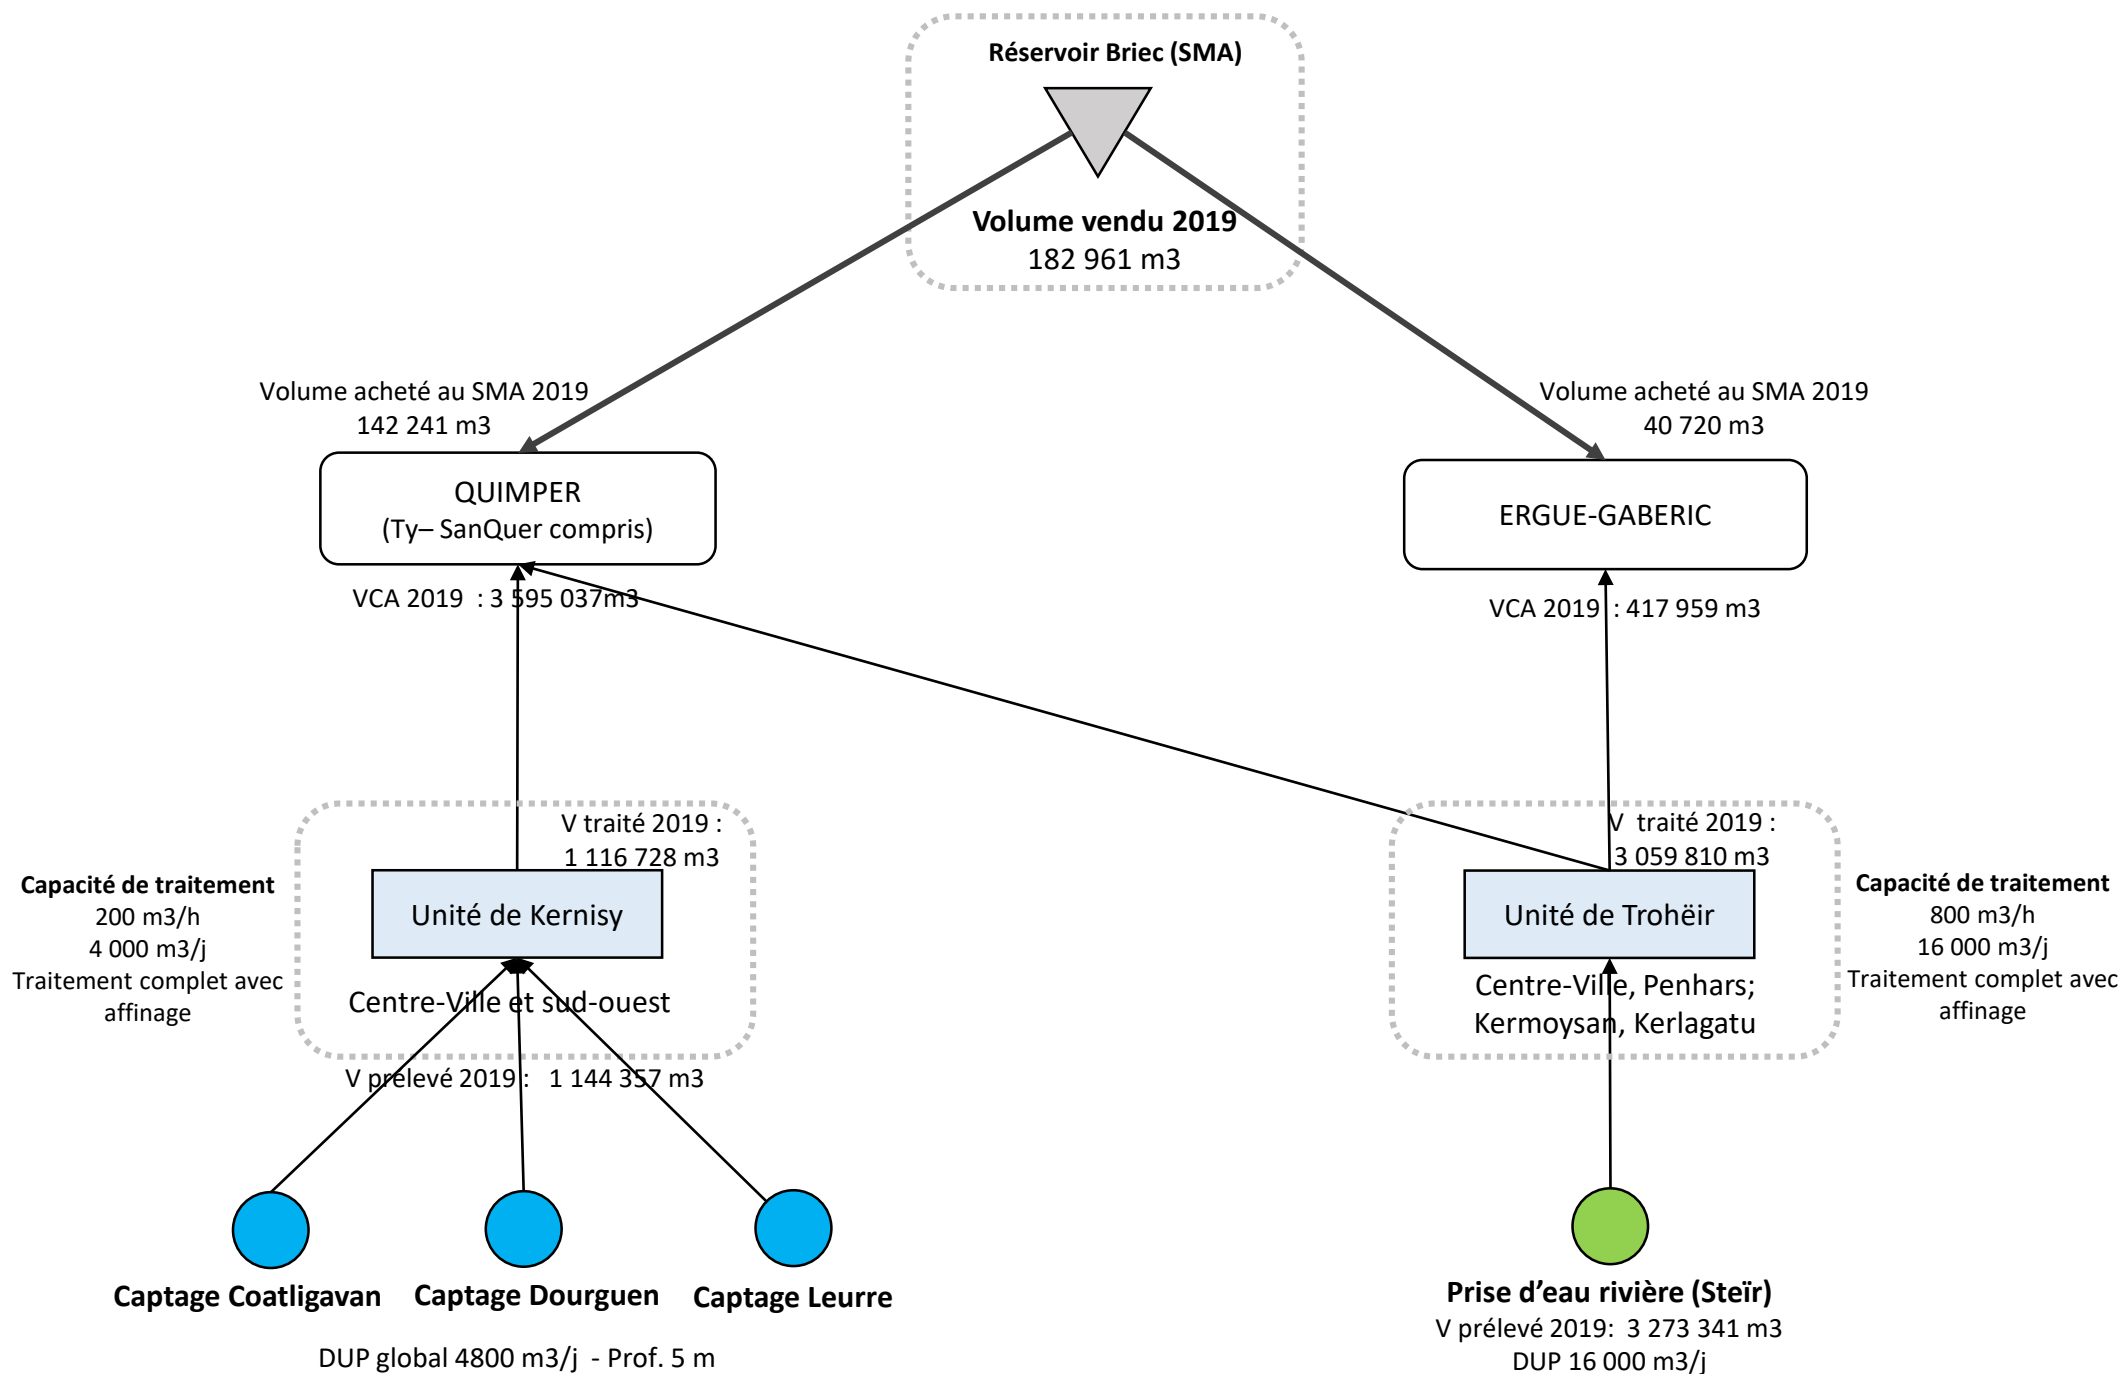 Réservoir Briec (SMA)
Volume vendu 2019
182 961 m3
Volume acheté au SMA 2019
142 241 m3
Volume acheté au SMA 2019
40 720 m3
QUIMPER
(Ty– SanQuer compris)
ERGUE-GABERIC
VCA 2019 : 3 595 037m3
VCA 2019 : 417 959 m3
V traité 2019 :
1 116 728 m3
V traité 2019 :
3 059 810 m3
Capacité de traitement
200 m3/h
4 000 m3/j
Traitement complet avec
affinage
Unité de Kernisy
Centre-Ville et sud-ouest
Unité de Trohëir
Centre-Ville, Penhars;
Kermoysan, Kerlagatu
Capacité de traitement
800 m3/h
16 000 m3/j
Traitement complet avec
affinage
V prélevé 2019 : 1 144 357 m3
Captage Coatligavan
Captage Dourguen
Captage Leurre
DUP global 4800 m3/j - Prof. 5 m
Prise d’eau rivière (Steïr)
V prélevé 2019: 3 273 341 m3
DUP 16 000 m3/j